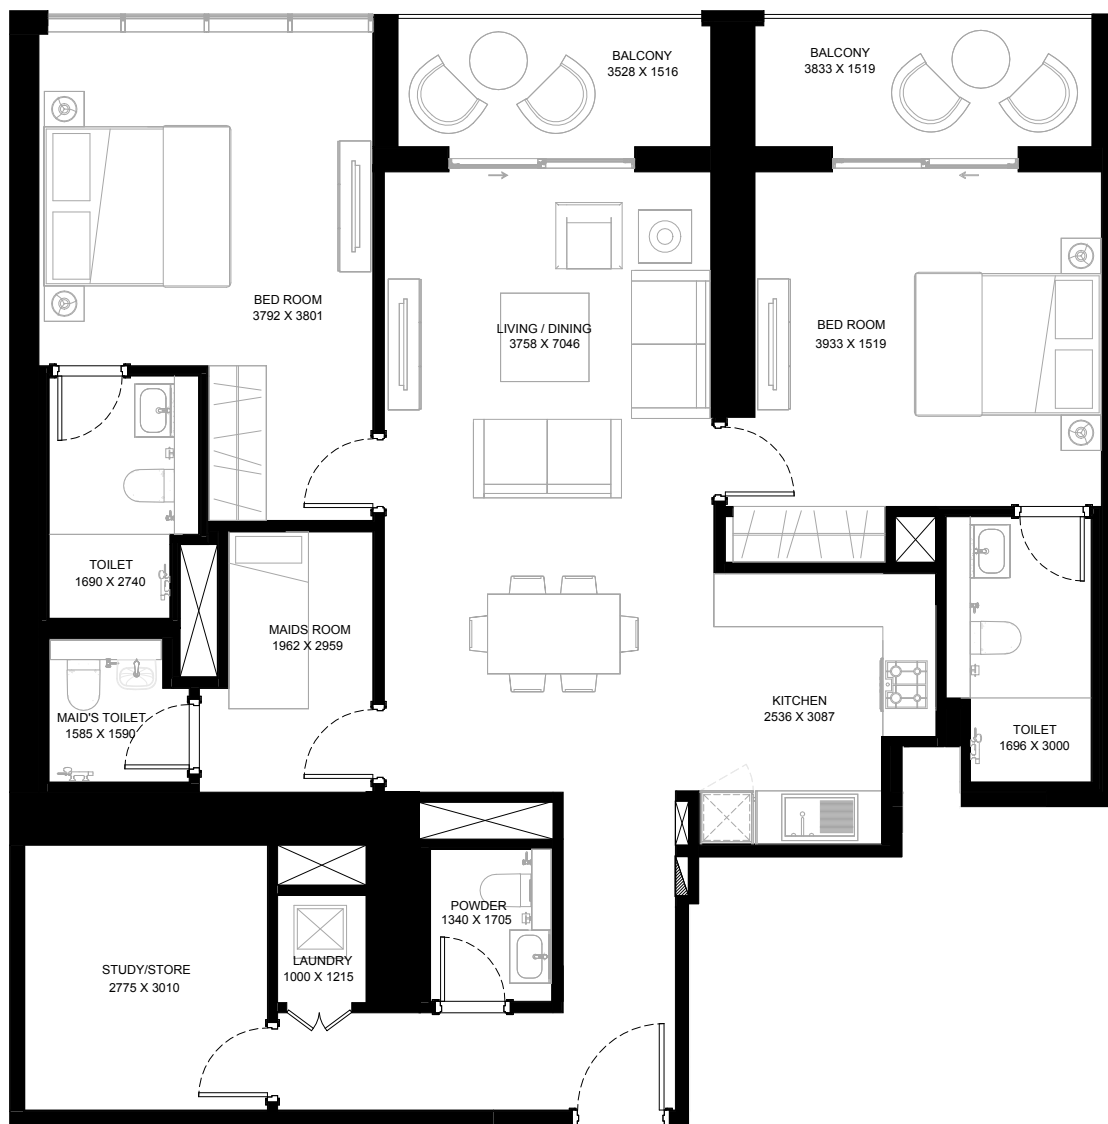 BALCONY
3528 X 1516
BALCONY
3833 X 1519
BED ROOM
3792 X 3801
LIVING / DINING
3758 X 7046
BED ROOM
3933 X 1519
TOILET
1690 X 2740
MAIDS ROOM
1962 X 2959
MAID'S TOILET
1585 X 1590
KITCHEN
2536 X 3087
TOILET
1696 X 3000
POWDER
1340 X 1705
STUDY/STORE
2775 X 3010
LAUNDRY
1000 X 1215